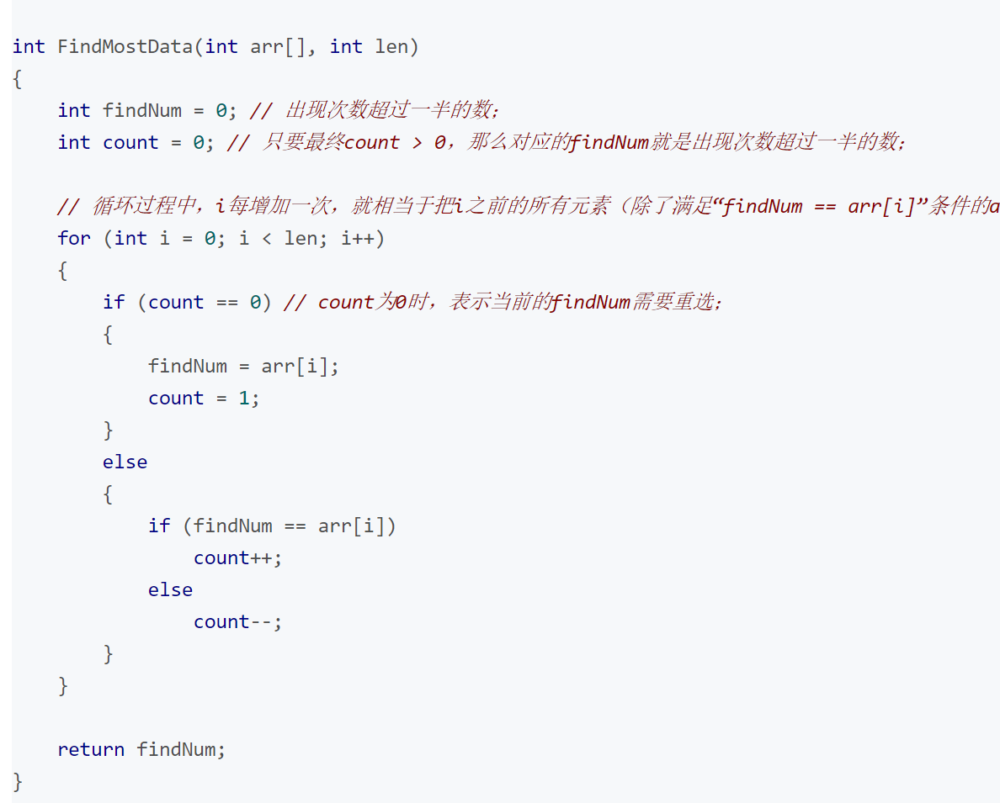 int FindMostData(int arr[], int len)
{
    int findNum = 0; // 出现次数超过一半的数;
    int count = 0; // 只要最终count > 0，那么对应的findNum就是出现次数超过一半的数;

    // 循环过程中，i每增加一次，就相当于把i之前的所有元素（除了满足“findNum == arr[i]”条件的a
    for (int i = 0; i < len; i++)
    {
        if (count == 0) // count为0时，表示当前的findNum需要重选;
        {
            findNum = arr[i];
            count = 1;
        }
        else
        {
            if (findNum == arr[i])
                count++;
            else
                count--;
        }
    }

    return findNum;
}